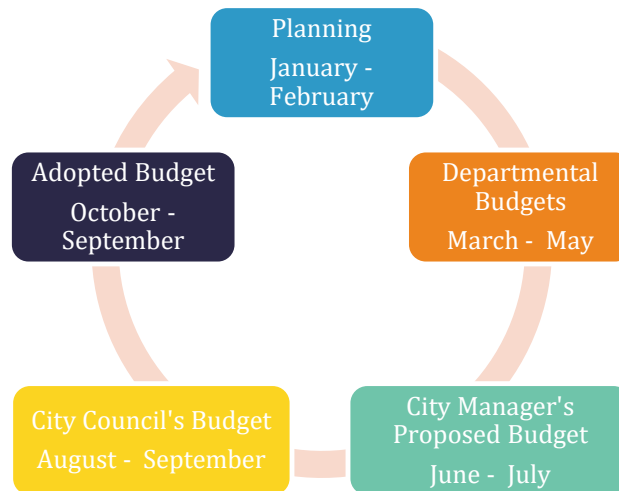 Planning
January -
February
Departmental
Budgets
March -  May
City Manager's
Proposed Budget
June -  July
City Council's Budget
August -  September
Adopted Budget
October -
September